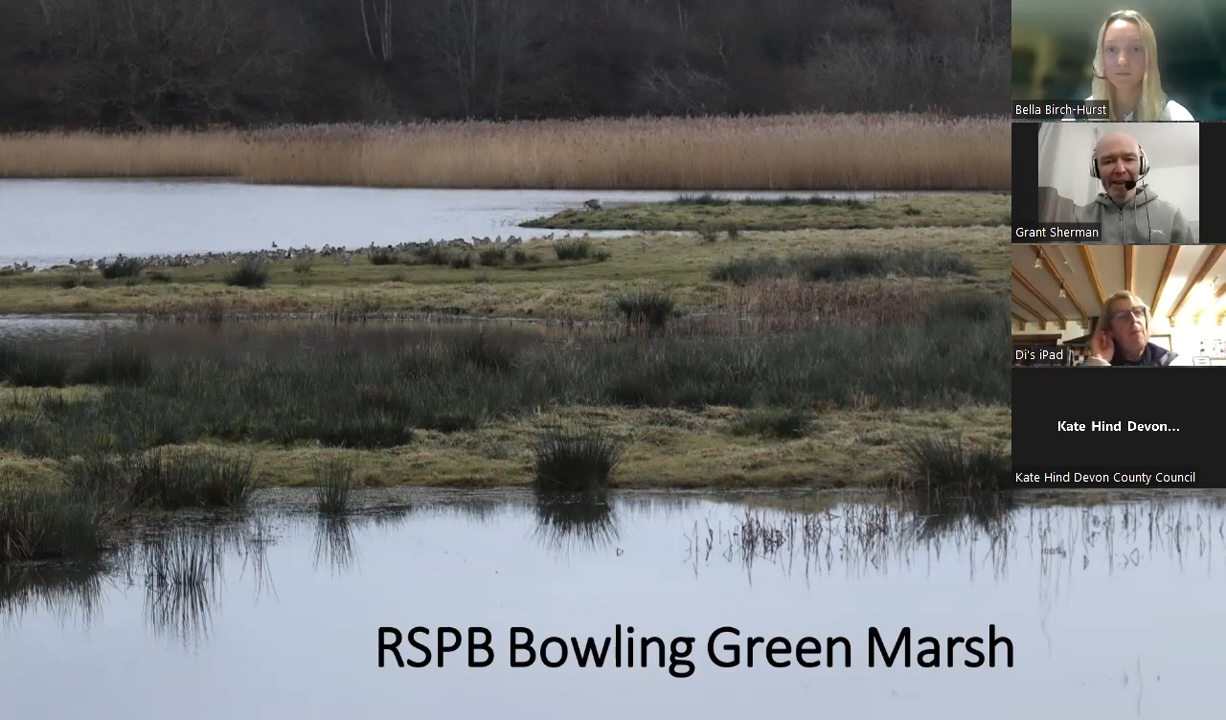 Bella Birch-Hurst
Grant Sherman
Di's iPad
Kate Hind Devon...
Kate Hind Devon County Council
RSPB Bowling Green Marsh